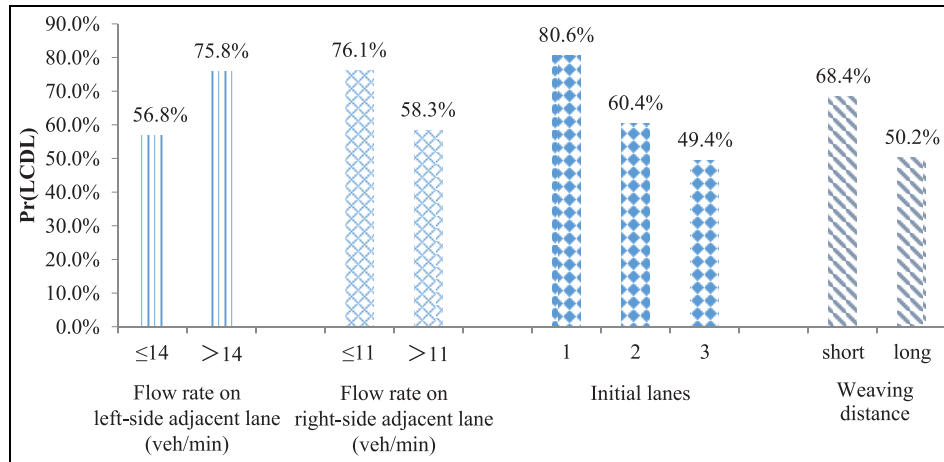 90.0%
80.0%
70.0%
60.0%
50.0%
40.0%
30.0%
20.0%
10.0%
0.0%
Pr(LCDL)
56.8%
75.8%
76.1%
58.3%
80.6%
60.4%
49.4%
68.4%
50.2%
≤14 >14 ≤11 >11 1 2 3 short long
Flow rate on
left-side adjacent lane
(veh/min)
Flow rate on
right-side adjacent lane
(veh/min)
Initial lanes
Weaving
distance